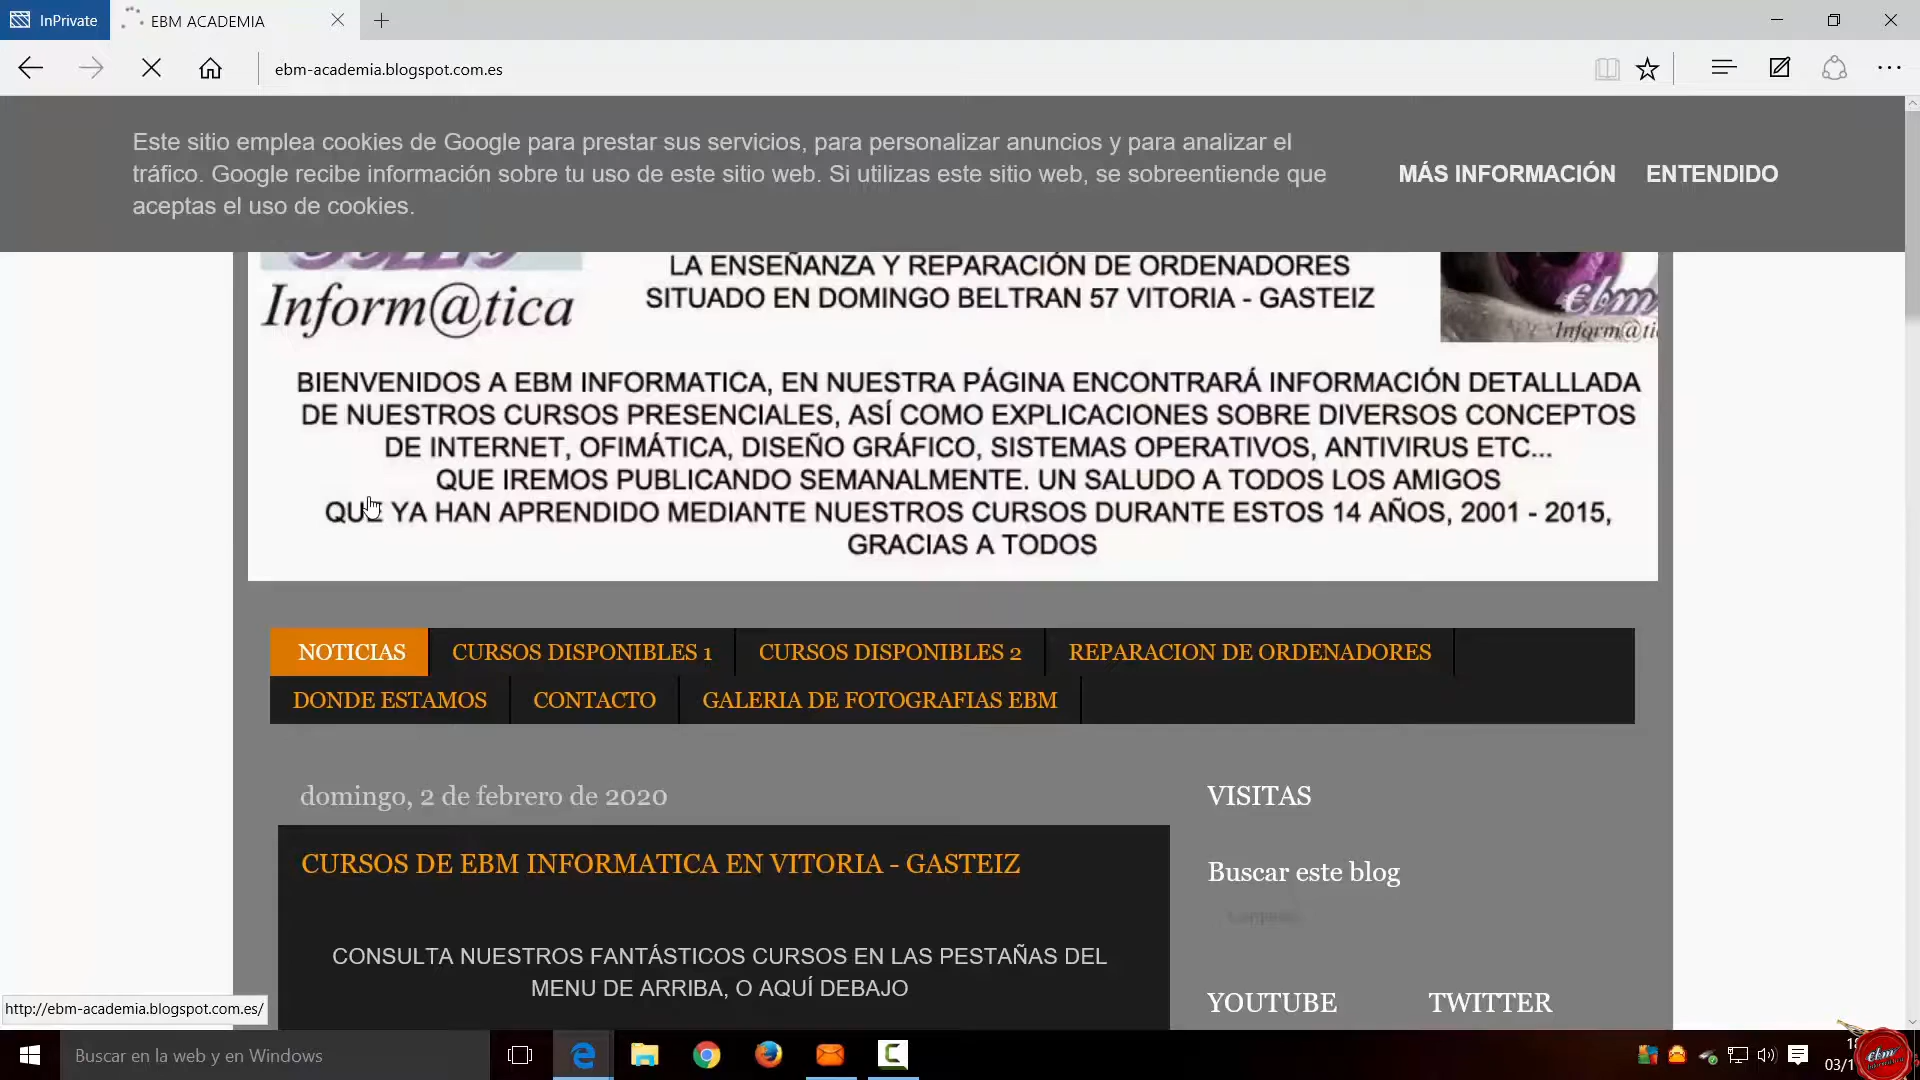 InPrivate
EBM ACADEMIA
ebm-academia.blogspot.com.es
Este sitio emplea cookies de Google para prestar sus servicios, para personalizar anuncios y para analizar el
tráfico. Google recibe información sobre tu uso de este sitio web. Si utilizas este sitio web, se sobreentiende que
aceptas el uso de cookies.
MÁS INFORMACIÓN
ENTENDIDO
Inform@tica
LA ENSEÑANZA Y REPARACIÓN DE ORDENADORES
SITUADO EN DOMINGO BELTRAN 57 VITORIA - GASTEIZ
ebm
BIENVENIDOS A EBM INFORMATICA, EN NUESTRA PÁGINA ENCONTRARÁ INFORMACIÓN DETALLLADA
DE NUESTROS CURSOS PRESENCIALES, ASÍ COMO EXPLICACIONES SOBRE DIVERSOS CONCEPTOS
DE INTERNET, OFIMÁTICA, DISEÑO GRÁFICO, SISTEMAS OPERATIVOS, ANTIVIRUS ETC...
QUE IREMOS PUBLICANDO SEMANALMENTE. UN SALUDO A TODOS LOS AMIGOS
QUE YA HAN APRENDIDO MEDIANTE NUESTROS CURSOS DURANTE ESTOS 14 AÑOS, 2001 - 2015,
GRACIAS A TODOS
NOTICIAS
CURSOS DISPONIBLES 1
CURSOS DISPONIBLES 2
REPARACION DE ORDENADORES
DONDE ESTAMOS
CONTACTO
GALERIA DE FOTOGRAFIAS EBM
domingo, 2 de febrero de 2020
CURSOS DE EBM INFORMATICA EN VITORIA - GASTEIZ
CONSULTA NUESTROS FANTÁSTICOS CURSOS EN LAS PESTAÑAS DEL
MENU DE ARRIBA, O AQUÍ DEBAJO
VISITAS
Buscar este blog
YOUTUBE
TWITTER
http://ebm-academia.blogspot.com.es/
Buscar en la web y en Windows
03/1
ebm